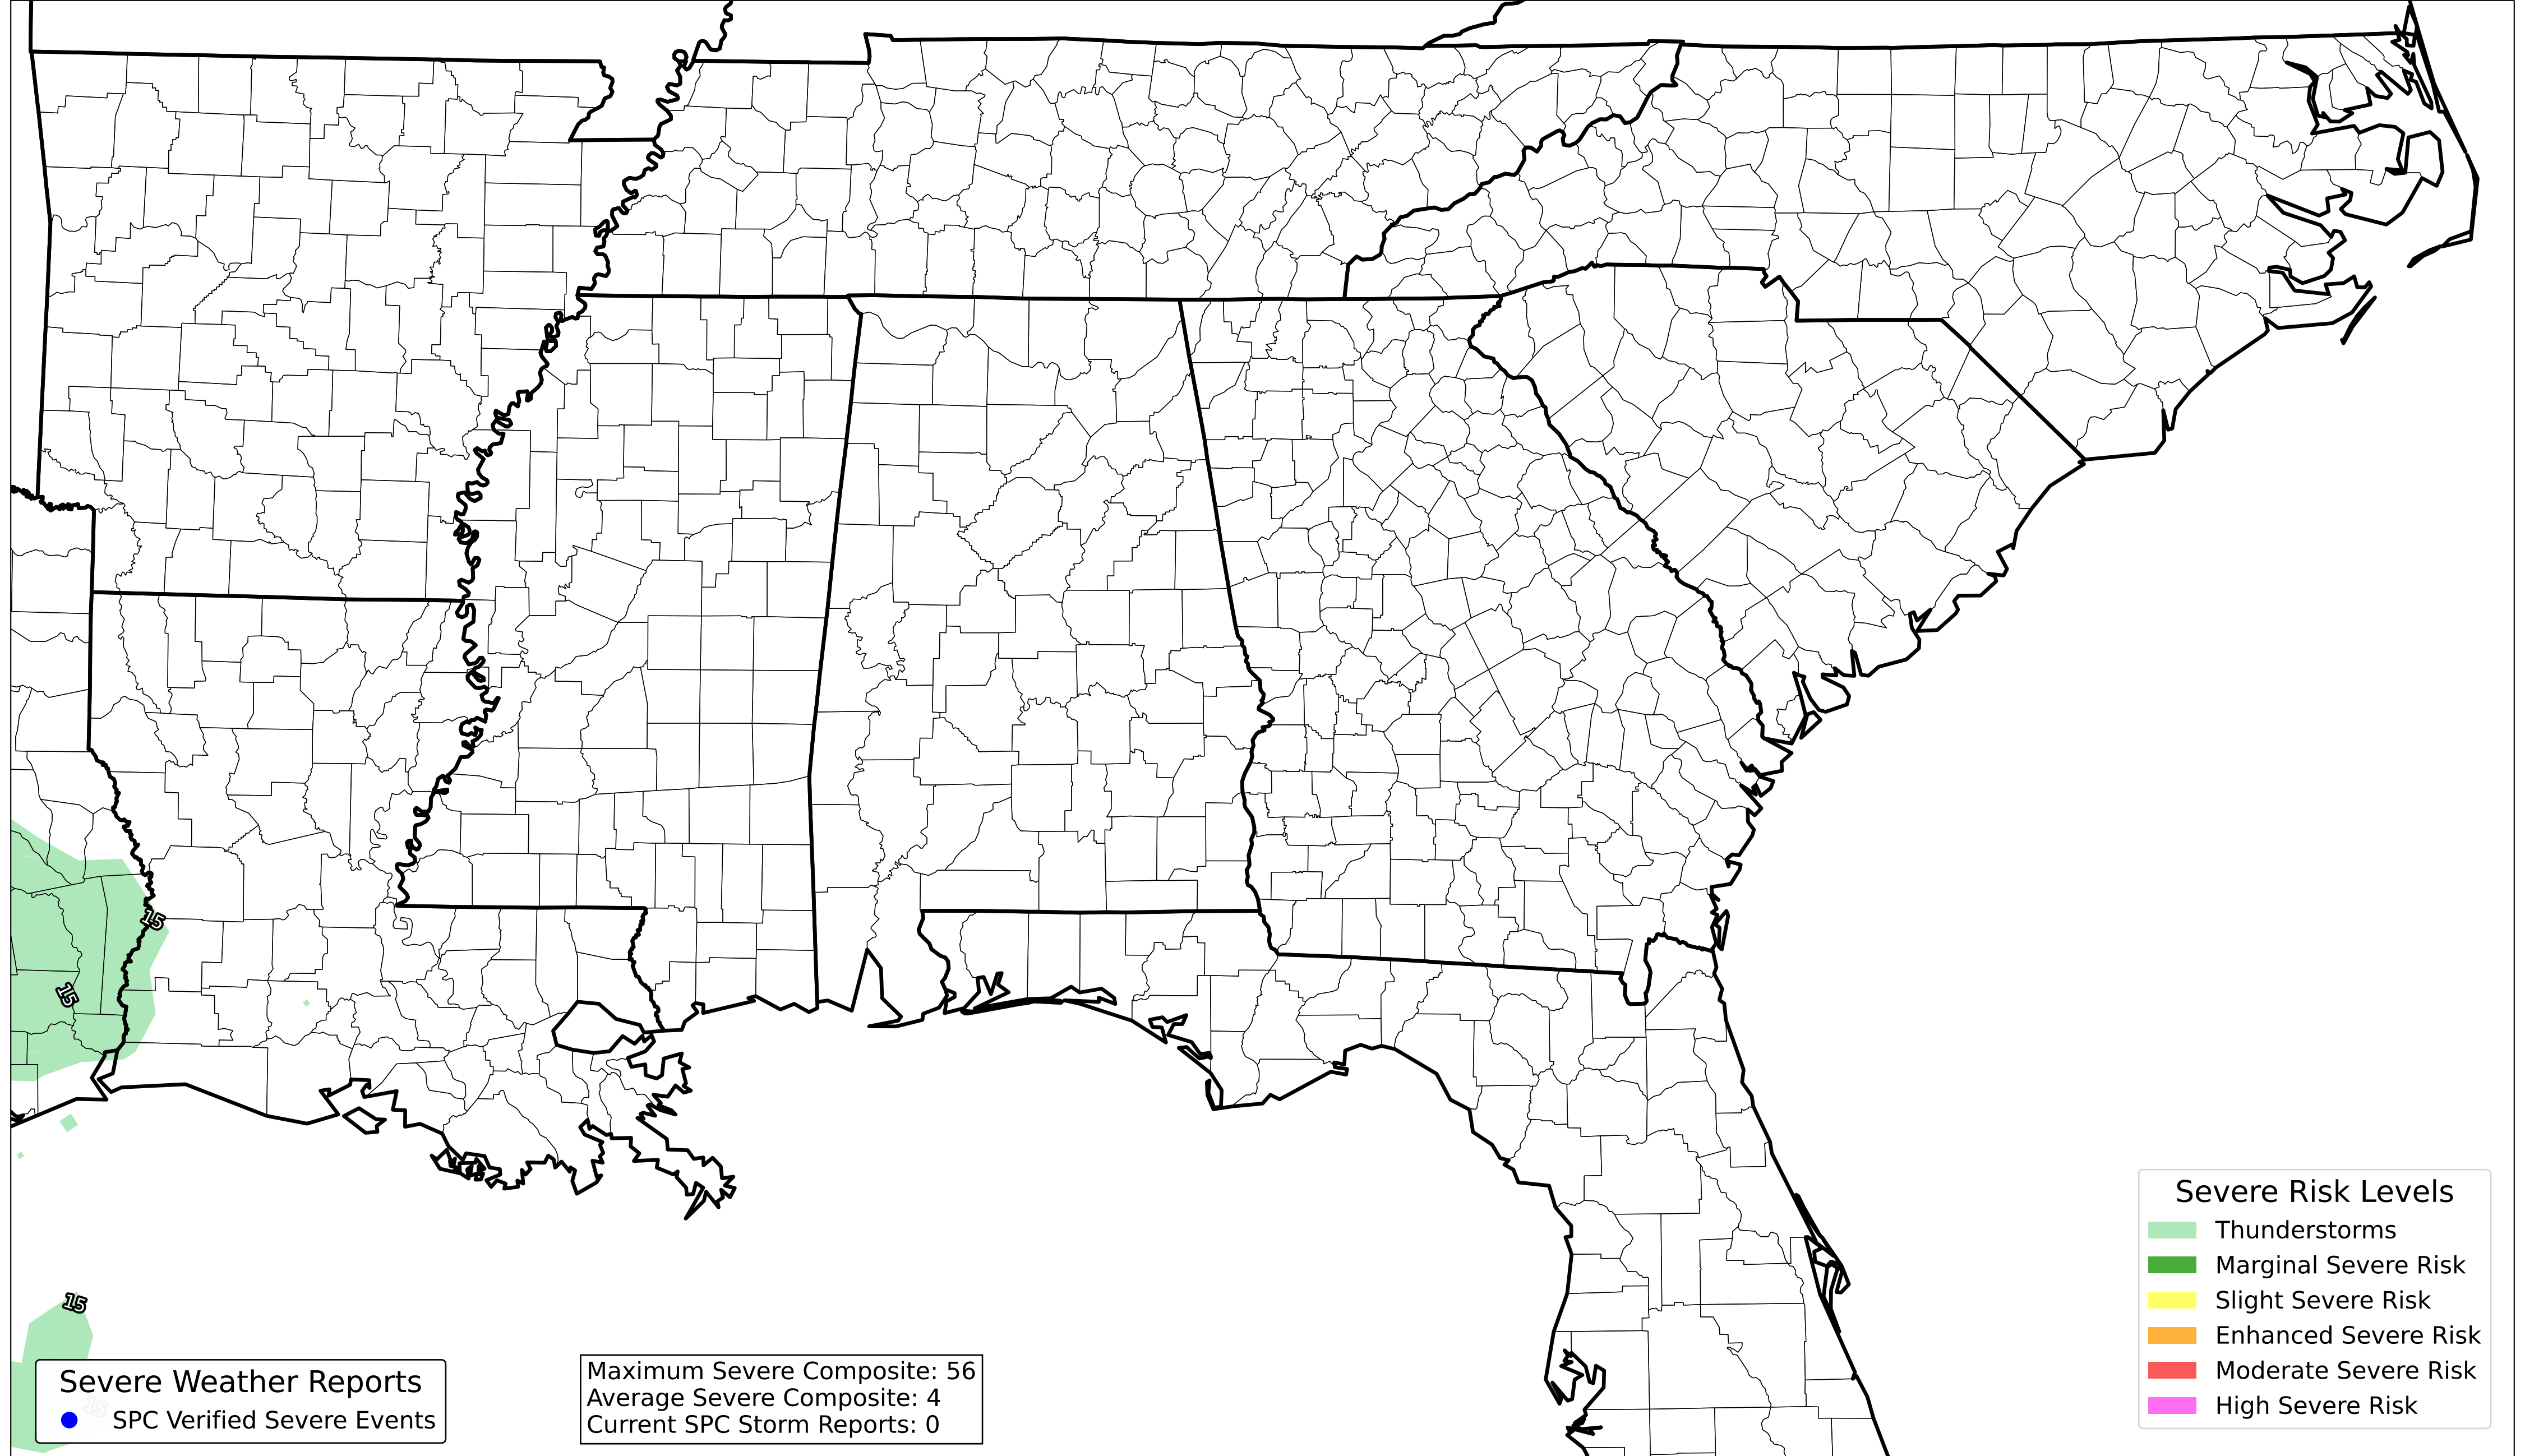 15
15
15
15
Severe Weather Reports
SPC Verified Severe Events
Maximum Severe Composite: 56
Average Severe Composite: 4
Current SPC Storm Reports: 0
Severe Risk Levels
Thunderstorms
Marginal Severe Risk
Slight Severe Risk
Enhanced Severe Risk
Moderate Severe Risk
High Severe Risk